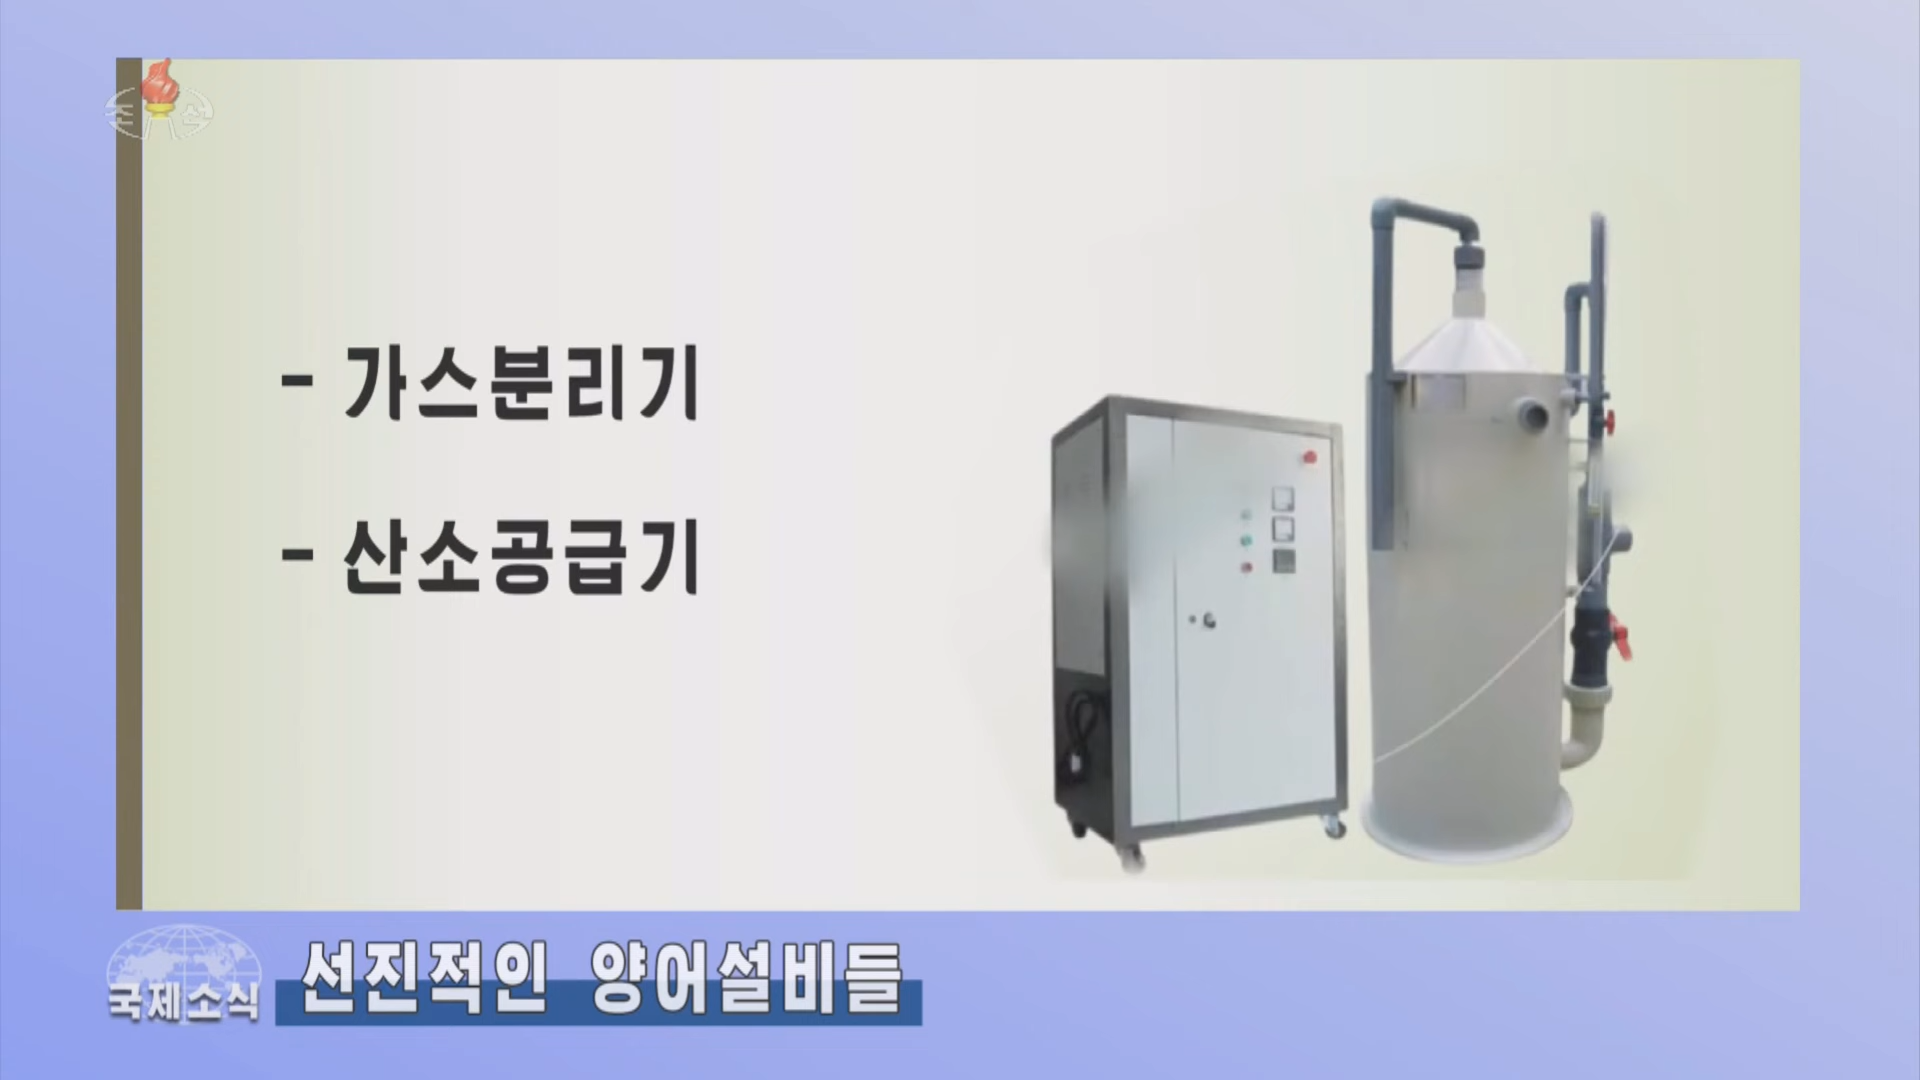 조선
- 가스분리기
- 산소공급기
국제소식
선진적인 양어설비들